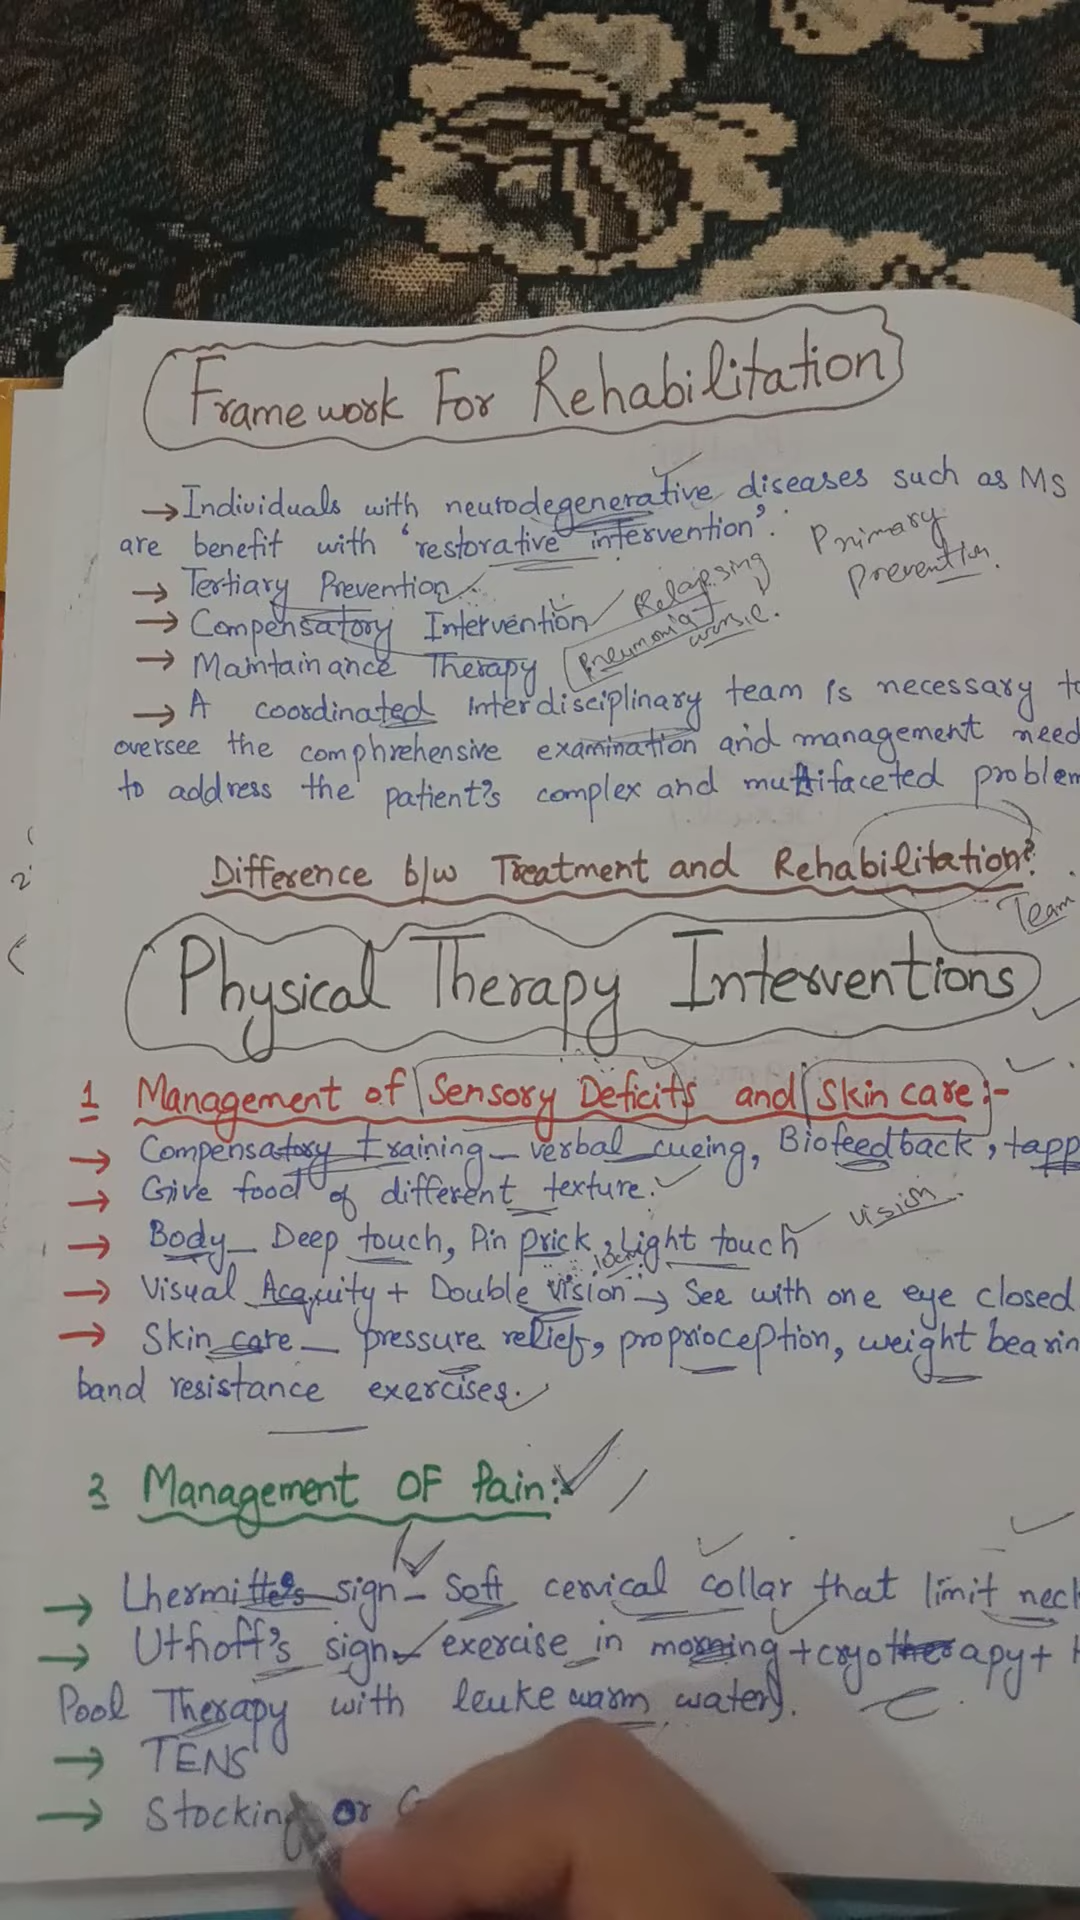 Framework For Rehabilitation
→ Individuals with neurodegenerative diseases such as MS
are benefit with 'restorative intervention'.
Primary
Prevention.
→ Tertiary Prevention
Relapsing
→ Compensatory Intervention
Pneumonia
worse.
→ Maintainance Therapy
→ A coordinated interdisciplinary team is necessary to
oversee the comphrehensive examination and management need
to address the patient's complex and multifaceted problem
Difference b/w Treatment and Rehabilitation?
Team
Physical Therapy Interventions
1 Management of Sensory Deficits and Skin care :-
→ Compensatory training _ verbal cueing, Biofeedback, tapp
→ Give food of different texture.
vision.
→ Body _ Deep touch, Pin prick, Light touch
→ Visual Acquity + Double vision → See with one eye closed
→ Skin care _ pressure relief, proprioception, weight bearin
band resistance exercises.
2 Management OF Pain:
→ Lhermitte's sign - Soft cervical collar that limit neck
→ Uthoff's sign - exercise in morning + cryotherapy +
Pool Therapy with leuke warm water).
→ TENS
→ Stocking or